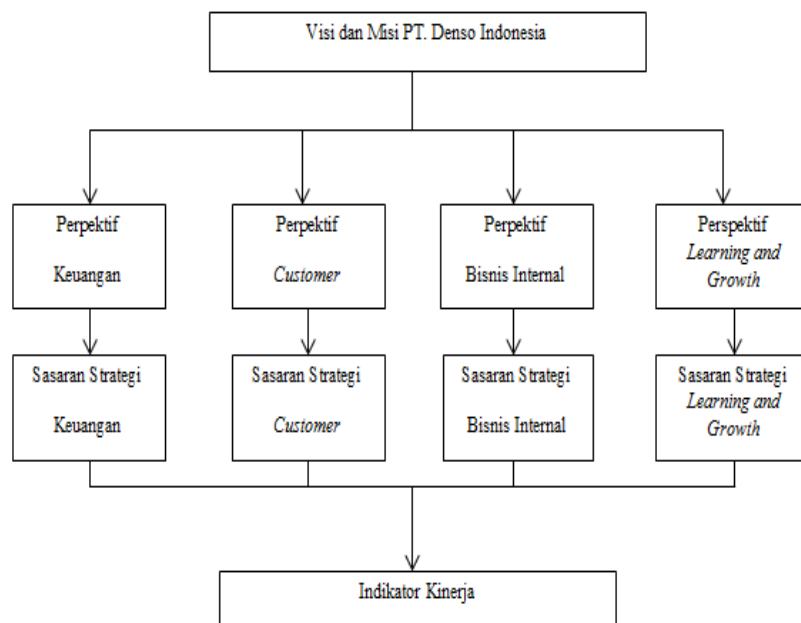 Visi dan Misi PT. Denso Indonesia
Perpektif
Keuangan
Perpektif
Customer
Perpektif
Bisnis Internal
Perspektif
Learning and
Growth
Sasaran Strategi
Keuangan
Sasaran Strategi
Customer
Sasaran Strategi
Bisnis Internal
Sasaran Strategi
Learning and
Growth
Indikator Kinerja